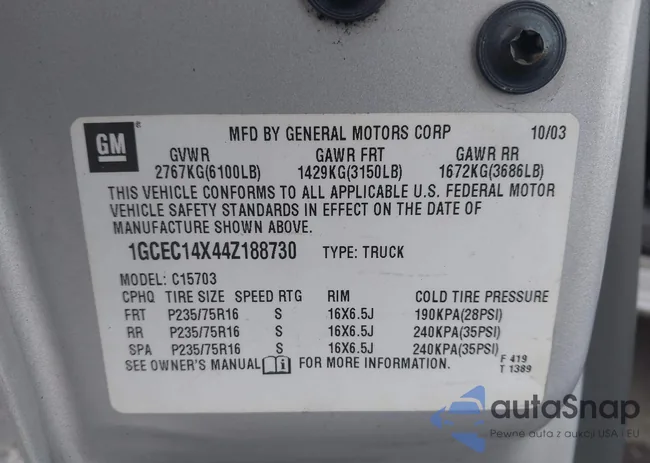 GM ®
MFD BY GENERAL MOTORS CORP 10/03
GVWR GAWR FRT GAWR RR
2767KG(6100LB) 1429KG(3150LB) 1672KG(3686LB)
THIS VEHICLE CONFORMS TO ALL APPLICABLE U.S. FEDERAL MOTOR
VEHICLE SAFETY STANDARDS IN EFFECT ON THE DATE OF
MANUFACTURE SHOWN ABOVE.
1GCEC14X44Z188730 TYPE: TRUCK
MODEL: C15703
CPHQ TIRE SIZE SPEED RTG RIM COLD TIRE PRESSURE
FRT P235/75R16 S 16X6.5J 190KPA(28PSI)
RR P235/75R16 S 16X6.5J 240KPA(35PSI)
SPA P235/75R16 S 16X6.5J 240KPA(35PSI)
SEE OWNER'S MANUAL i FOR MORE INFORMATION.
F 419
T 1389
autaSnap
Pewne auta z aukcji USA i EU